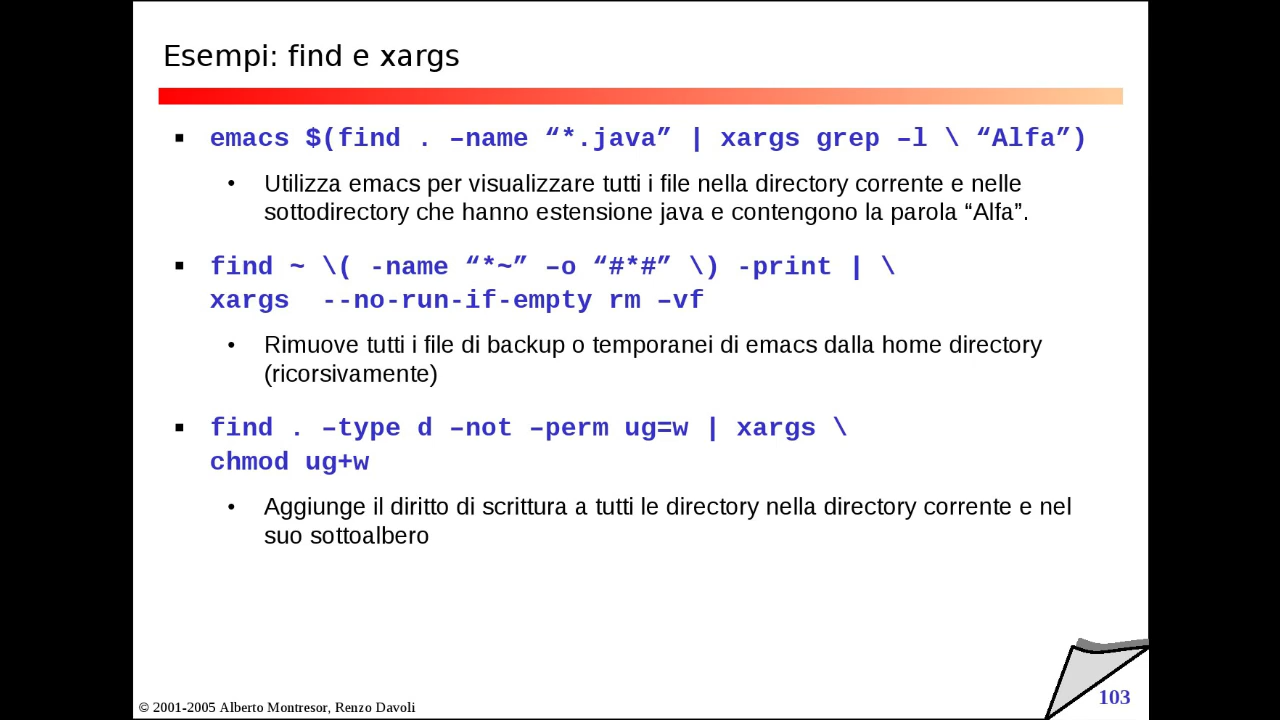 Esempi: find e xargs
▪ emacs $(find . –name “*.java” | xargs grep –l \ “Alfa”)
• Utilizza emacs per visualizzare tutti i file nella directory corrente e nelle
sottodirectory che hanno estensione java e contengono la parola “Alfa”.
▪ find ~ \( -name “*~” –o “#*#” \) -print | \
xargs  --no-run-if-empty rm –vf
• Rimuove tutti i file di backup o temporanei di emacs dalla home directory
(ricorsivamente)
▪ find . –type d –not –perm ug=w | xargs \
chmod ug+w
• Aggiunge il diritto di scrittura a tutti le directory nella directory corrente e nel
suo sottoalbero
© 2001-2005 Alberto Montresor, Renzo Davoli
103